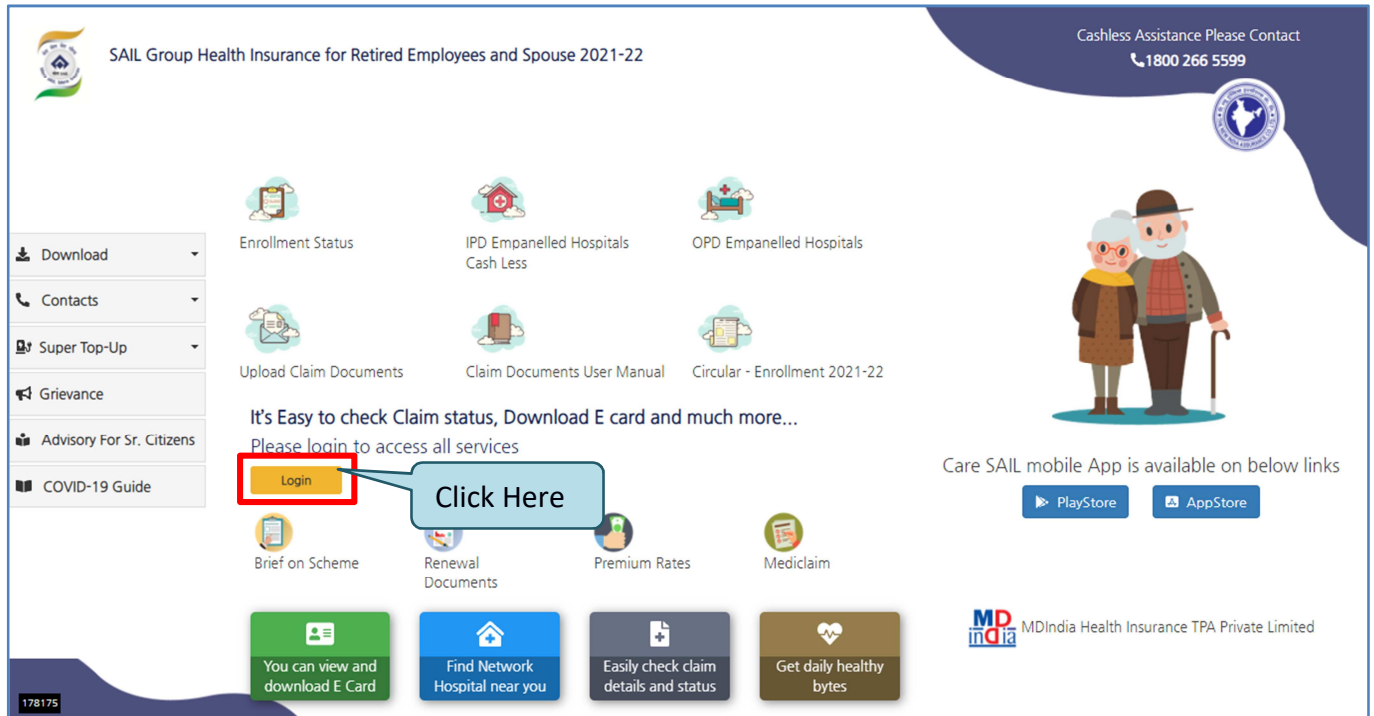 SAIL Group Health Insurance for Retired Employees and Spouse 2021-22
Cashless Assistance Please Contact
1800 266 5599
Download
Contacts
Super Top-Up
Grievance
Advisory For Sr. Citizens
COVID-19 Guide
Enrollment Status
IPD Empanelled Hospitals
Cash Less
OPD Empanelled Hospitals
Upload Claim Documents
Claim Documents User Manual
Circular - Enrollment 2021-22
It's Easy to check Claim status, Download E card and much more...
Please login to access all services
Login
Click Here
Brief on Scheme
Renewal
Documents
Premium Rates
Mediclaim
You can view and
download E Card
Find Network
Hospital near you
Easily check claim
details and status
Get daily healthy
bytes
Care SAIL mobile App is available on below links
PlayStore
AppStore
MD
india
MDIndia Health Insurance TPA Private Limited
178175